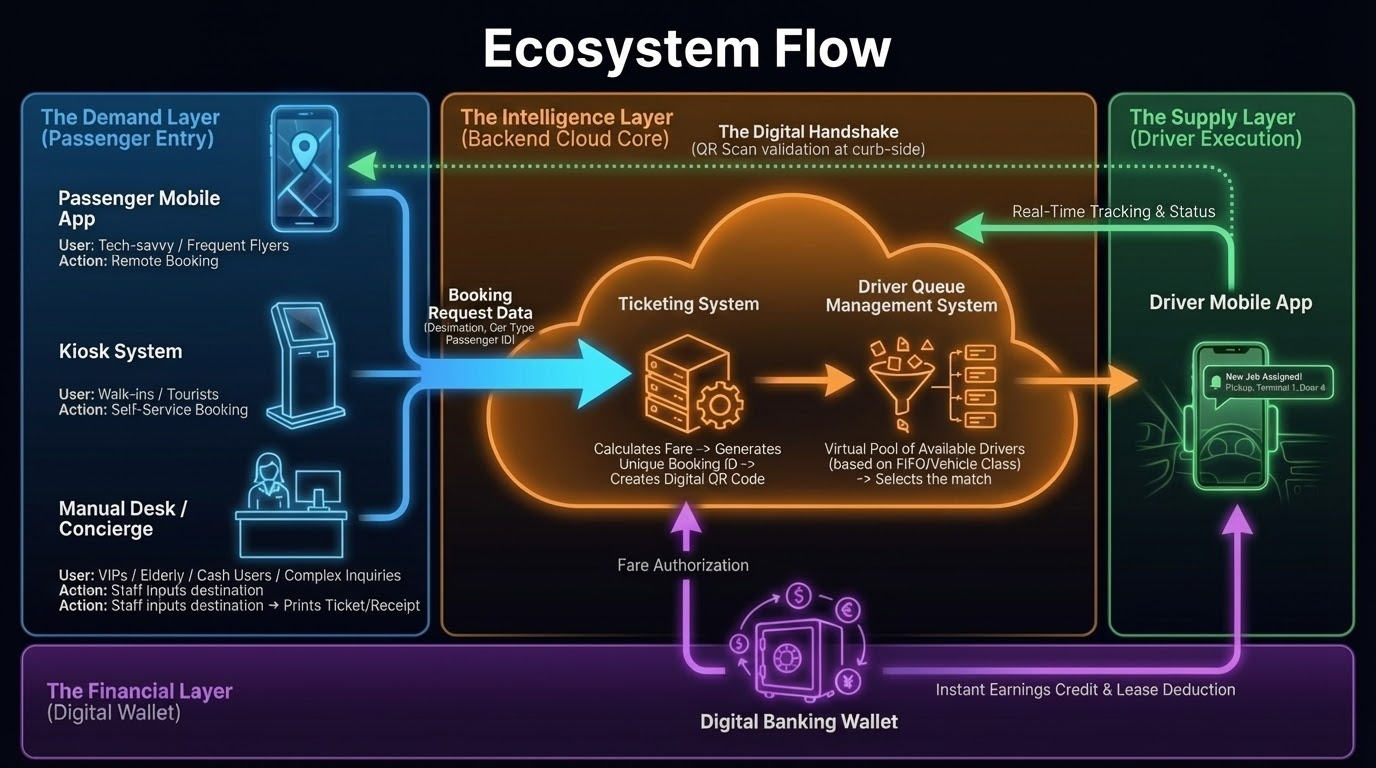 Ecosystem Flow
The Demand Layer
(Passenger Entry)
Passenger Mobile
App
User: Tech-savvy / Frequent Flyers
Action: Remote Booking
Kiosk System
User: Walk-ins / Tourists
Action: Self-Service Booking
Manual Desk /
Concierge
User: VIPs / Elderly / Cash Users / Complex Inquiries
Action: Staff Inputs destination
Action: Staff inputs destination → Prints Ticket/Receipt
Booking
Request Data
(Desimation, Ger Type
Passenger ID)
The Intelligence Layer
(Backend Cloud Core)
The Digital Handshake
(QR Scan validation at curb-side)
Ticketing System
Calculates Fare -> Generates
Unique Booking ID ->
Creates Digital QR Code
Driver Queue
Management System
Virtual Pool of Available Drivers
(based on FIFO/Vehicle Class)
-> Selects the match
Fare Authorization
The Supply Layer
(Driver Execution)
Real-Time Tracking & Status
Driver Mobile App
New Job Assigned!
Pickup, Terminal 1, Door 4
The Financial Layer
(Digital Wallet)
$
€
$
¥
Digital Banking Wallet
Instant Earnings Credit & Lease Deduction